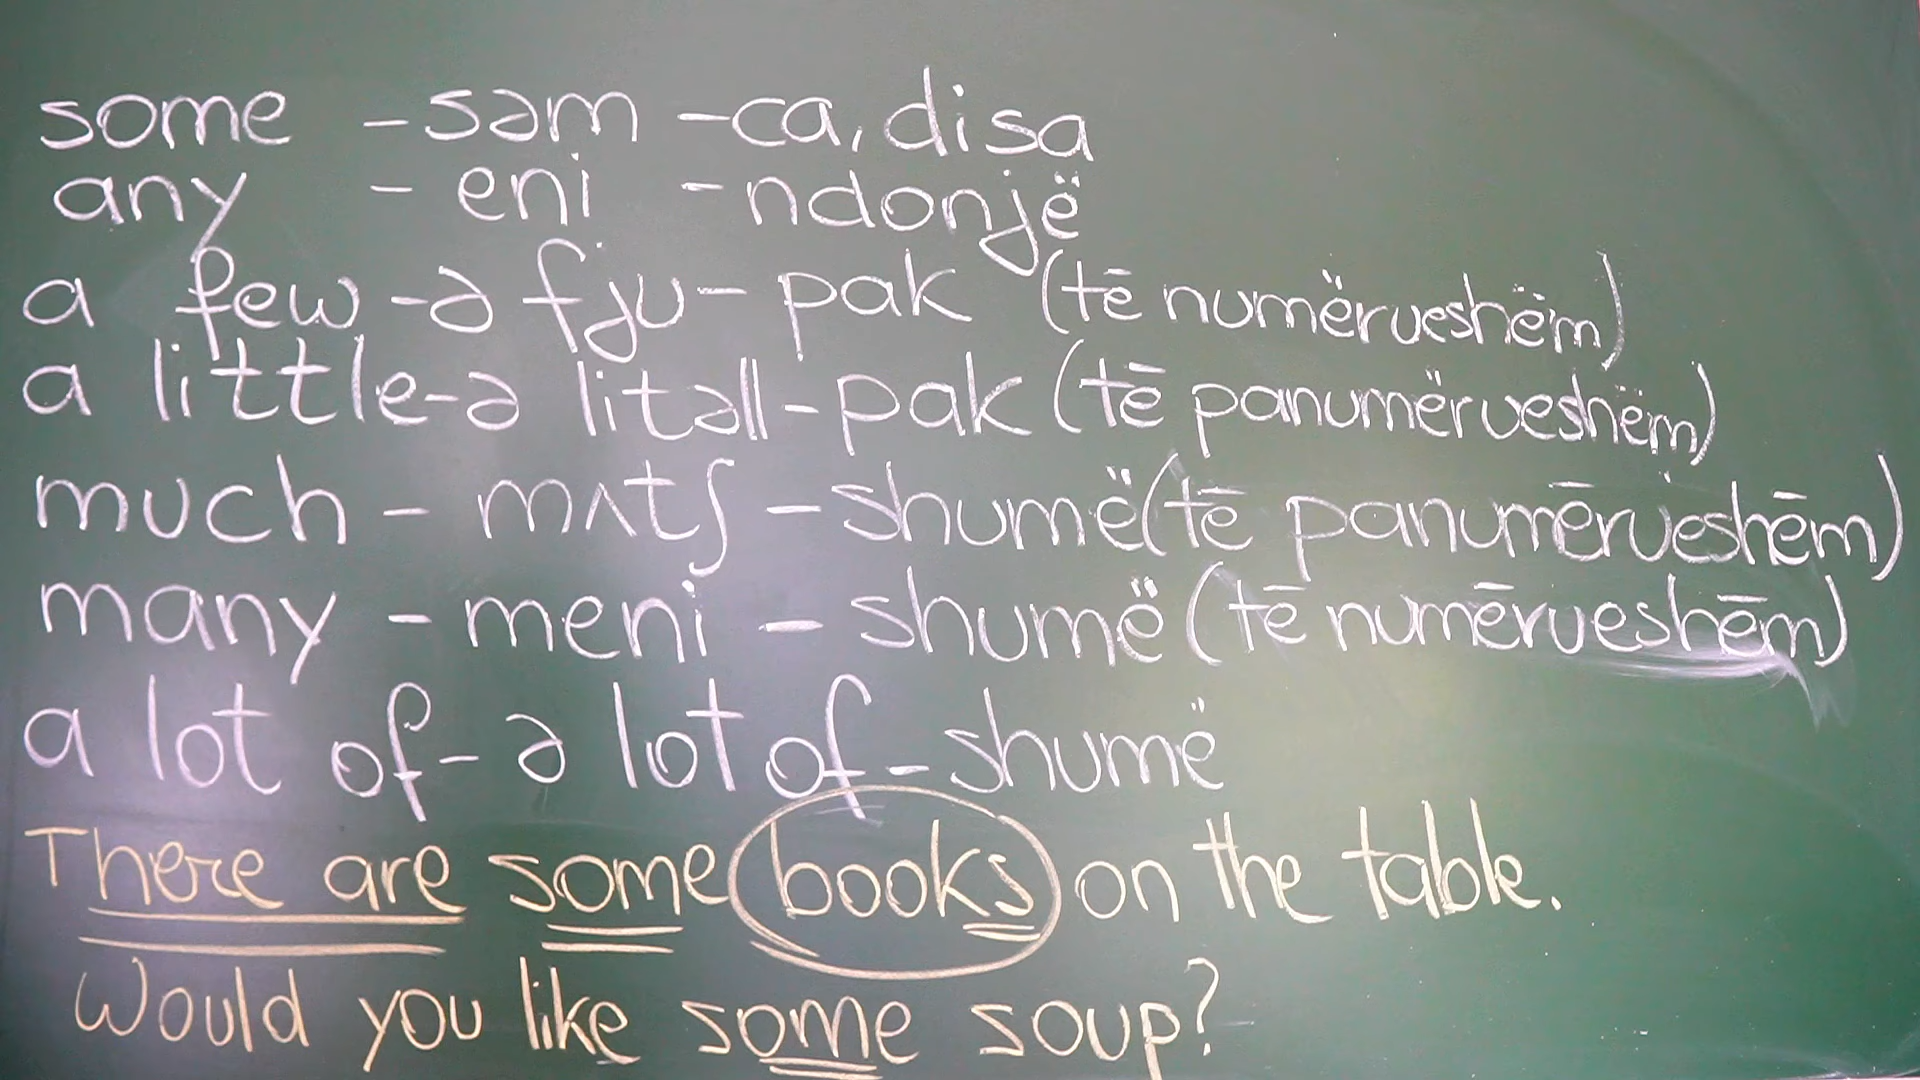 some - səm - ca, disa
any - eni - ndonjë
a few - ə fju - pak (të numërueshëm)
a little - ə litəll - pak (të panumërueshëm)
much - mʌtʃ - shumë (të panumërueshëm)
many - meni - shumë (të numërueshëm)
a lot of - ə lot of - shumë
There are some books on the table.
Would you like some soup?